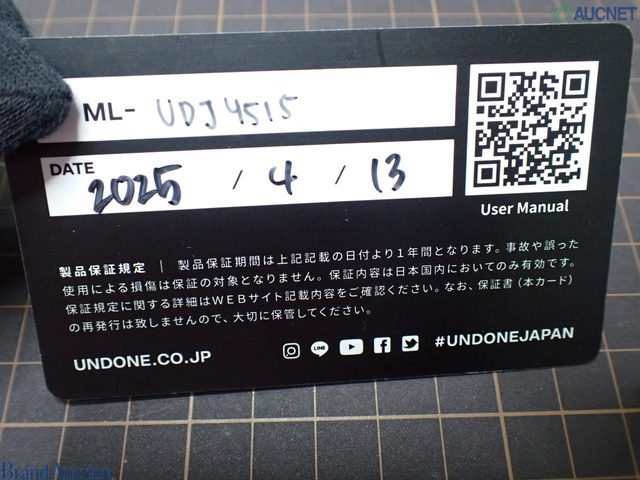 AUCNET
ML- UDJ4515
DATE 2025 / 4 / 13
User Manual
製品保証規定 | 製品保証期間は上記記載の日付より1年間となります。事故や誤った
使用による損傷は保証の対象となりません。保証内容は日本国内においてのみ有効です。
保証規定に関する詳細はWEBサイト記載内容をご確認ください。なお、保証書（本カード）
の再発行は致しませんので、大切に保管してください。
UNDONE.CO.JP
LINE
#UNDONEJAPAN
Brand Auction